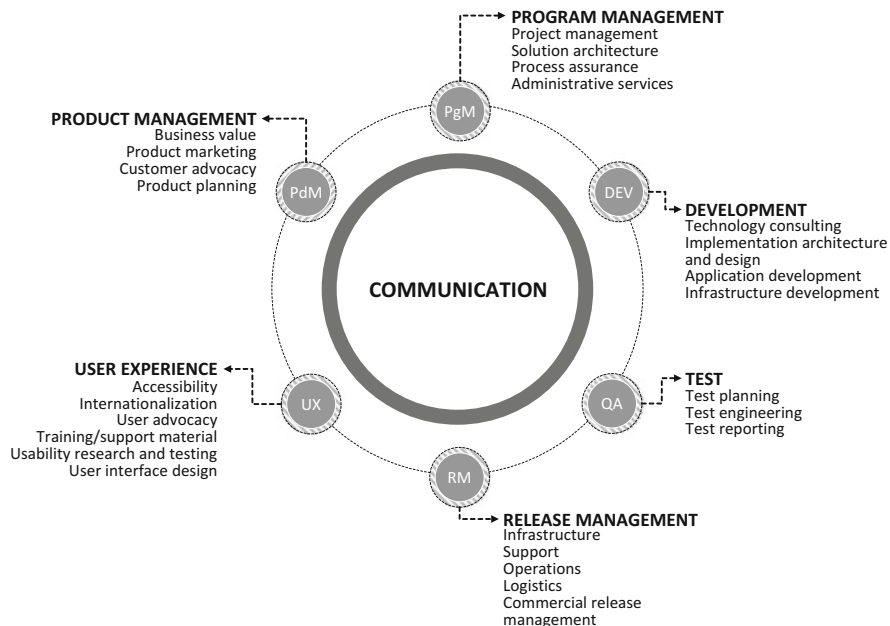 PROGRAM MANAGEMENT
Project management
Solution architecture
Process assurance
Administrative services
PgM
PRODUCT MANAGEMENT
Business value
Product marketing
Customer advocacy
Product planning
PdM
DEV
DEVELOPMENT
Technology consulting
Implementation architecture
and design
Application development
Infrastructure development
COMMUNICATION
USER EXPERIENCE
Accessibility
Internationalization
User advocacy
Training/support material
Usability research and testing
User interface design
UX
QA
TEST
Test planning
Test engineering
Test reporting
RM
RELEASE MANAGEMENT
Infrastructure
Support
Operations
Logistics
Commercial release
management